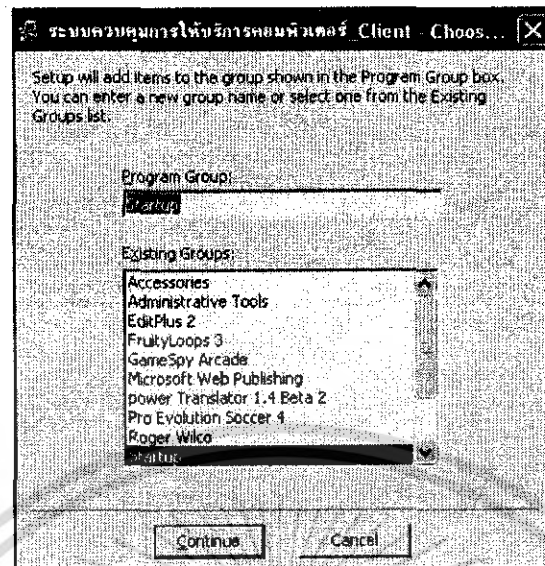 ระบบควบคุมการให้บริการคอมพิวเตอร์_Client - Choos...
Setup will add items to the group shown in the Program Group box.
You can enter a new group name or select one from the Existing
Groups list.
Program Group:
startup
Existing Groups:
Accessories
Administrative Tools
EditPlus 2
FruityLoops 3
GameSpy Arcade
Microsoft Web Publishing
power Translator 1.4 Beta 2
Pro Evolution Soccer 4
Roger Wilco
startup
Continue
Cancel